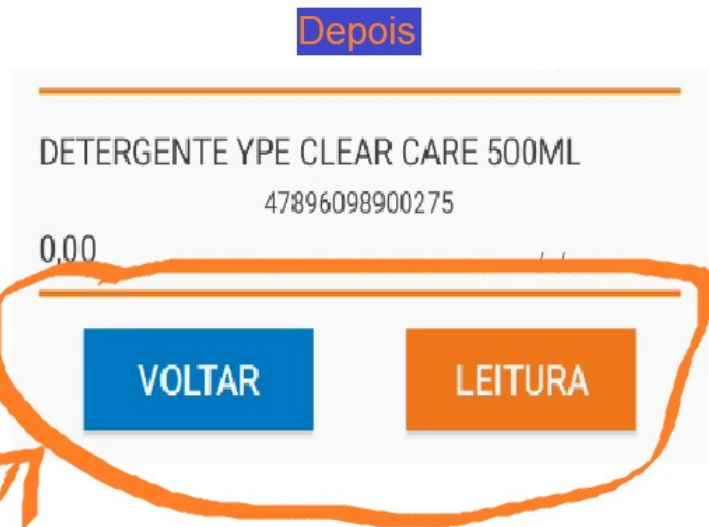 Depois
DETERGENTE YPE CLEAR CARE 500ML
47896098900275
0,00 / /
VOLTAR LEITURA